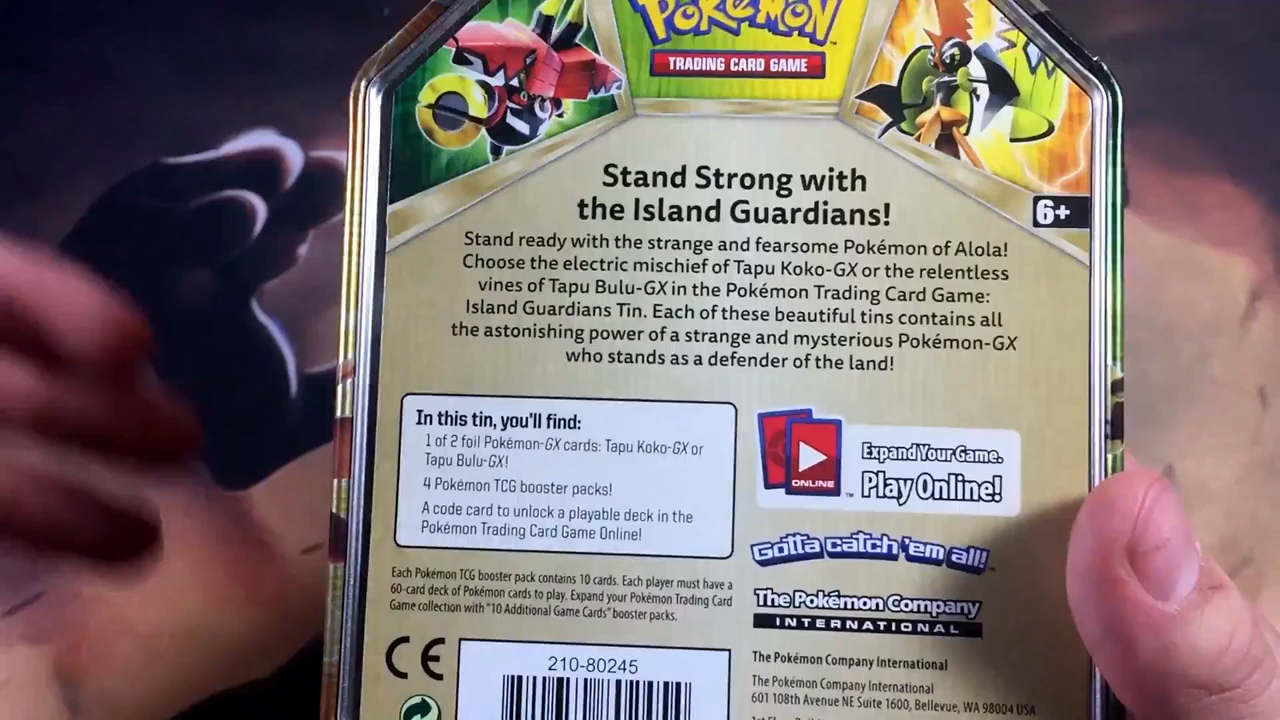 POKéMON
TRADING CARD GAME
6+
Stand Strong with
the Island Guardians!
Stand ready with the strange and fearsome Pokémon of Alola!
Choose the electric mischief of Tapu Koko-GX or the relentless
vines of Tapu Bulu-GX in the Pokémon Trading Card Game:
Island Guardians Tin. Each of these beautiful tins contains all
the astonishing power of a strange and mysterious Pokémon-GX
who stands as a defender of the land!
In this tin, you'll find:
1 of 2 foil Pokémon-GX cards: Tapu Koko-GX or
Tapu Bulu-GX!
4 Pokémon TCG booster packs!
A code card to unlock a playable deck in the
Pokémon Trading Card Game Online!
ONLINE
Expand Your Game.
Play Online!
Gotta catch 'em all!
The Pokémon Company
INTERNATIONAL
Each Pokémon TCG booster pack contains 10 cards. Each player must have a
60-card deck of Pokémon cards to play. Expand your Pokémon Trading Card
Game collection with "10 Additional Game Cards" booster packs.
CE
210-80245
The Pokémon Company International
The Pokémon Company International
601 108th Avenue NE Suite 1600, Bellevue, WA 98004 USA